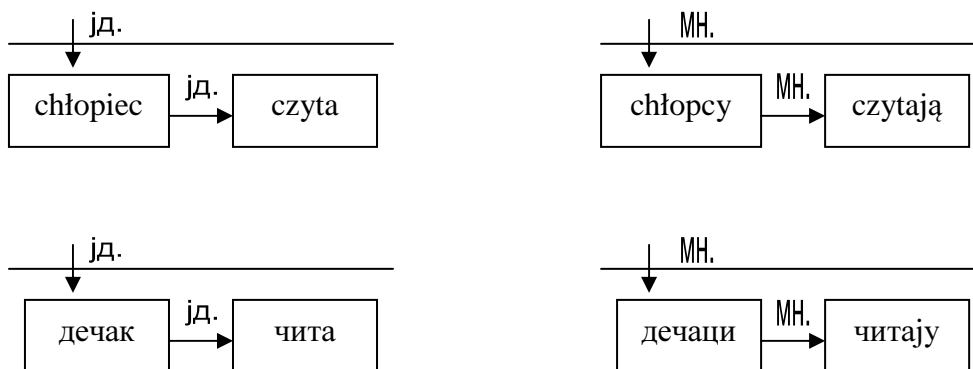 јд. мн.
јд. мн.
chłopiec czyta chłopcy czytają
јд. мн.
јд. мн.
дечак чита дечаци читају